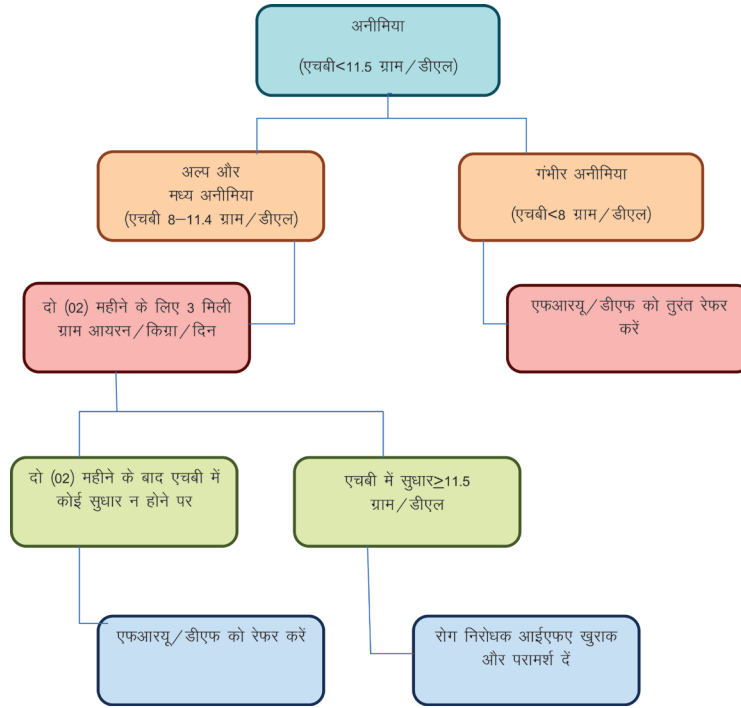 अनीमिया
(एचबी<11.5 ग्राम/डीएल)
अल्प और
मध्य अनीमिया
(एचबी 8–11.4 ग्राम/डीएल)
गंभीर अनीमिया
(एचबी<8 ग्राम/डीएल)
दो (02) महीने के लिए 3 मिली
ग्राम आयरन/किग्रा/दिन
एफआरयू/डीएफ को तुरंत रेफर
करें
दो (02) महीने के बाद एचबी में
कोई सुधार न होने पर
एचबी में सुधार≥11.5
ग्राम/डीएल
एफआरयू/डीएफ को रेफर करें
रोग निरोधक आईएफए खुराक
और परामर्श दें